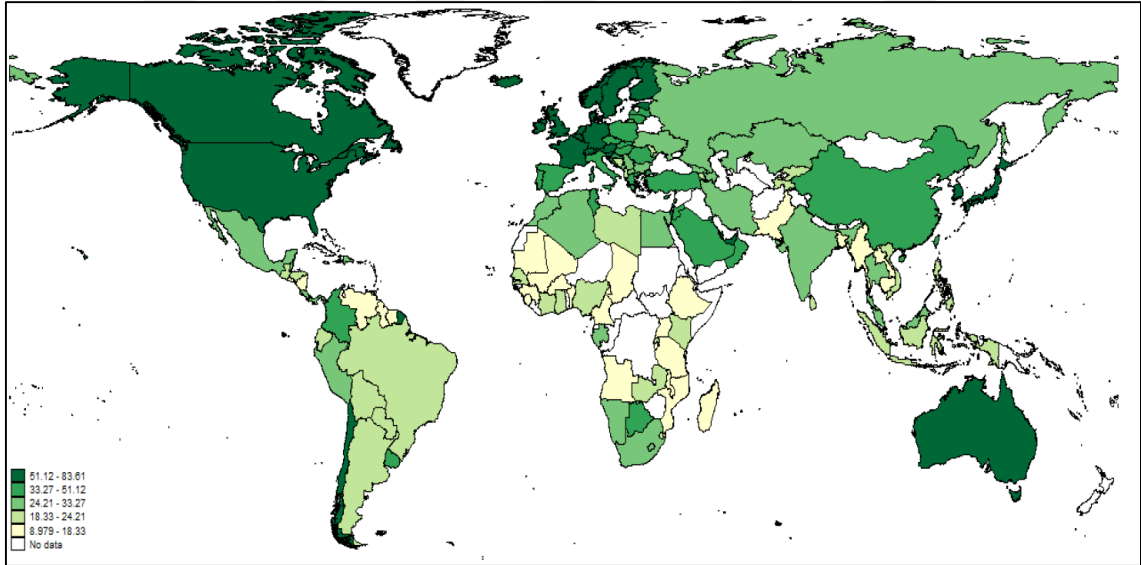 51.12 - 83.61
33.27 - 51.12
24.21 - 33.27
18.33 - 24.21
8.979 - 18.33
No data